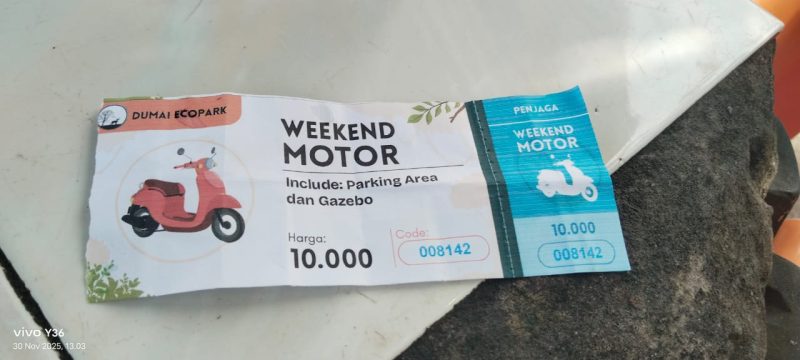 DUMAI ECOPARK
WEEKEND
MOTOR
Include: Parking Area
dan Gazebo
Harga:
10.000
Code:
008142
PENJAGA
WEEKEND
MOTOR
10.000
008142
vivo Y36
30 Nov 2025, 13.03